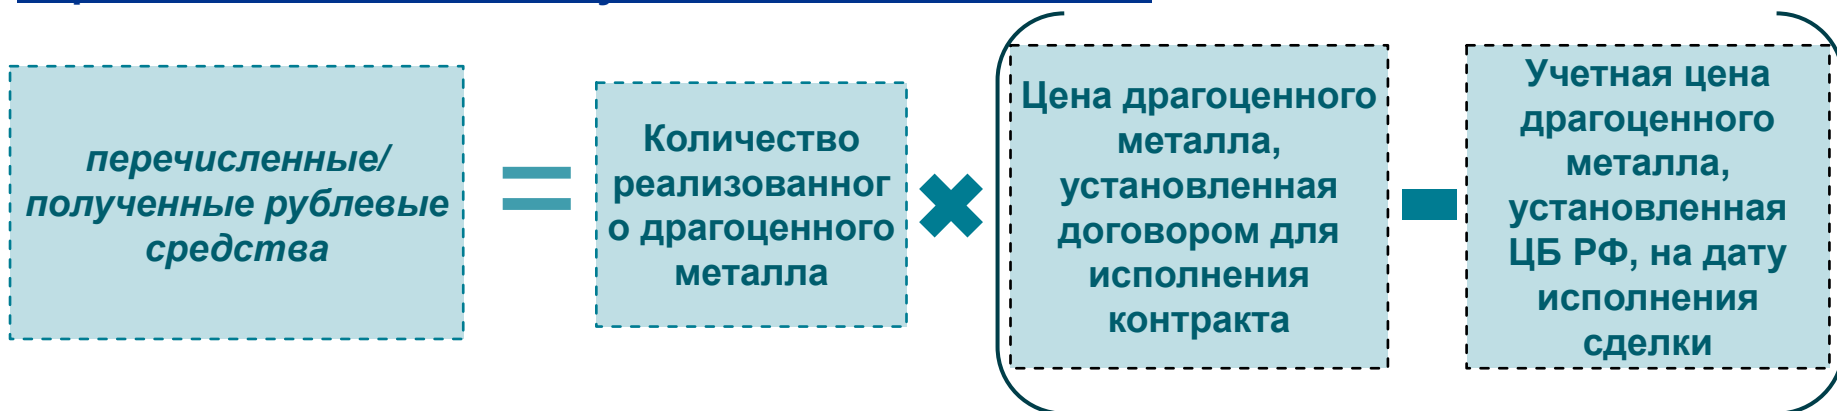 перечисленные/
полученные рублевые
средства
=
Количество
реализованног
о драгоценного
металла
Цена драгоценного
металла,
установленная
договором для
исполнения
контракта
Учетная цена
драгоценного
металла,
установленная
ЦБ РФ, на дату
исполнения
сделки